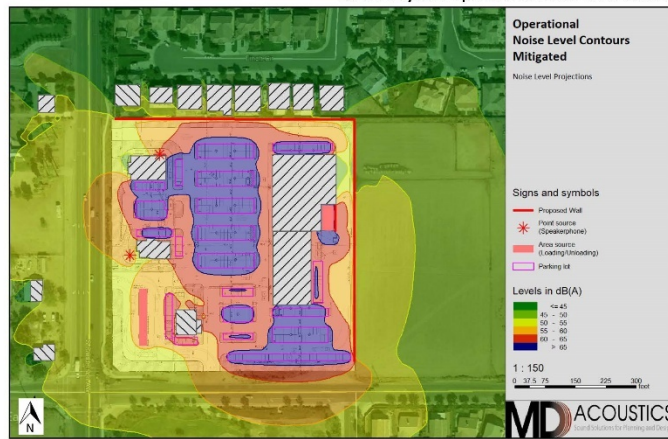 Operational
Noise Level Contours
Mitigated
Noise Level Projections
Signs and symbols
Proposed Wall
Point source
(Speakerphone)
Area source
(Loading/Unloading)
Parking lot
Levels in dB(A)
<= 45
45 - 50
50 - 55
55 - 60
60 - 65
> 65
1 : 150
0 37.5 75 150 225 300
feet
N
MD ACOUSTICS
Sound Solutions for Planning and Design